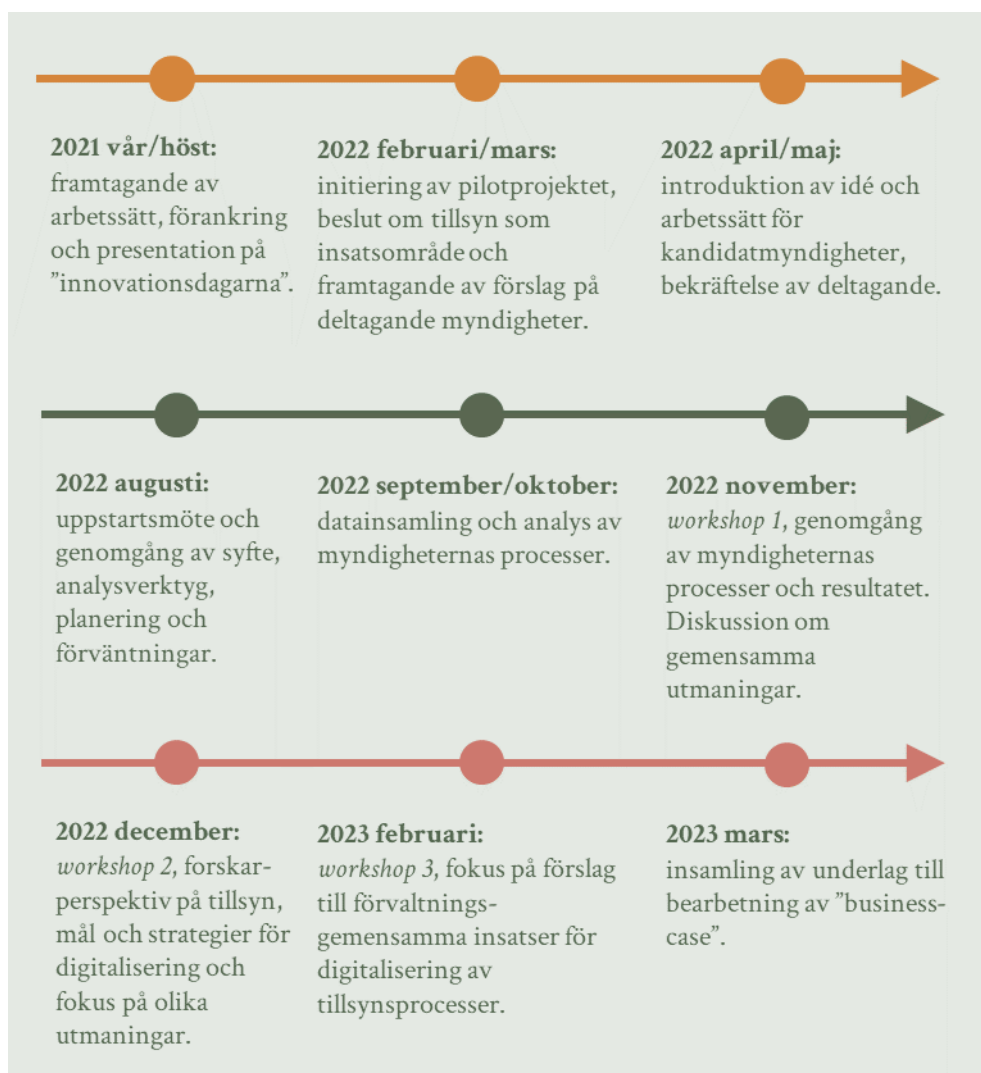 2021 vår/höst:
framtagande av
arbetssätt, förankring
och presentation på
”innovationsdagarna”.
2022 februari/mars:
initiering av pilotprojektet,
beslut om tillsyn som
insatsområde och
framtagande av förslag på
deltagande myndigheter.
2022 april/maj:
introduktion av idé och
arbetssätt för
kandidatmyndigheter,
bekräftelse av deltagande.
2022 augusti:
uppstartsmöte och
genomgång av syfte,
analysverktyg,
planering och
förväntningar.
2022 september/oktober:
datainsamling och analys av
myndigheternas processer.
2022 november:
workshop 1, genomgång
av myndigheternas
processer och resultatet.
Diskussion om
gemensamma
utmaningar.
2022 december:
workshop 2, forskar-
perspektiv på tillsyn,
mål och strategier för
digitalisering och
fokus på olika
utmaningar.
2023 februari:
workshop 3, fokus på förslag
till förvaltnings-
gemensamma insatser för
digitalisering av
tillsynsprocesser.
2023 mars:
insamling av underlag till
bearbetning av ”business-
case”.